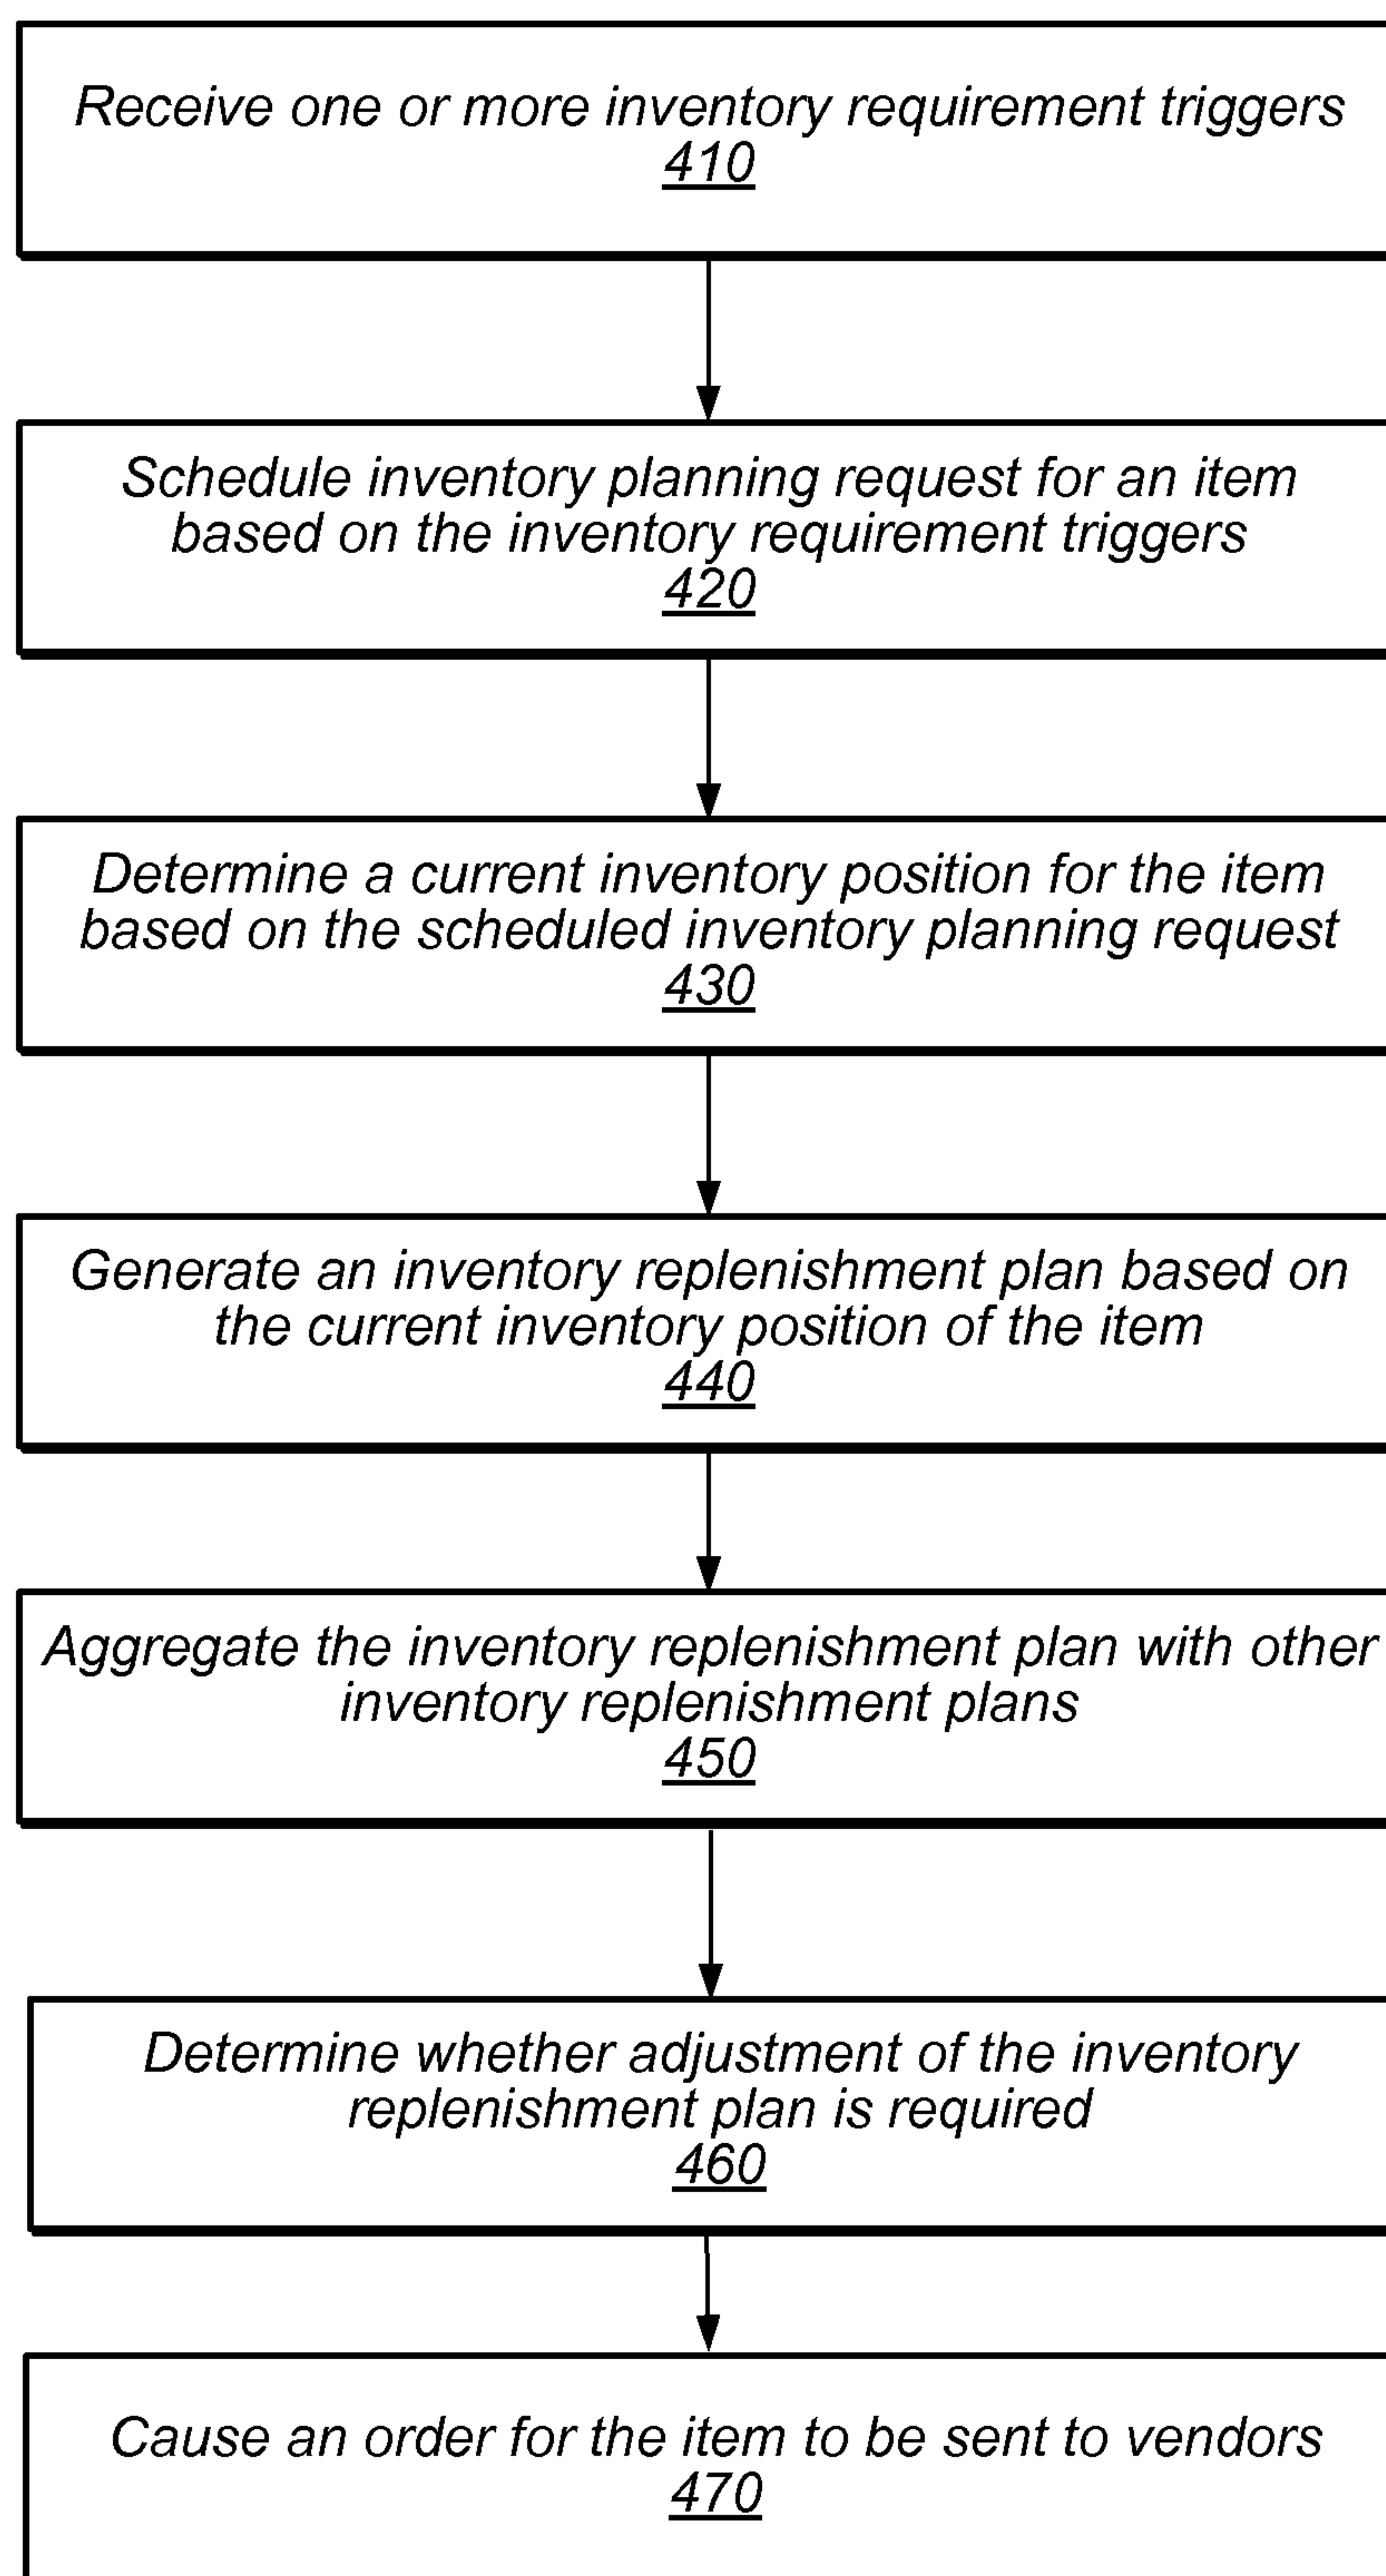 Receive one or more inventory requirement triggers
410
Schedule inventory planning request for an item
based on the inventory requirement triggers
420
Determine a current inventory position for the item
based on the scheduled inventory planning request
430
Generate an inventory replenishment plan based on
the current inventory position of the item
440
Aggregate the inventory replenishment plan with other
inventory replenishment plans
450
Determine whether adjustment of the inventory
replenishment plan is required
460
Cause an order for the item to be sent to vendors
470